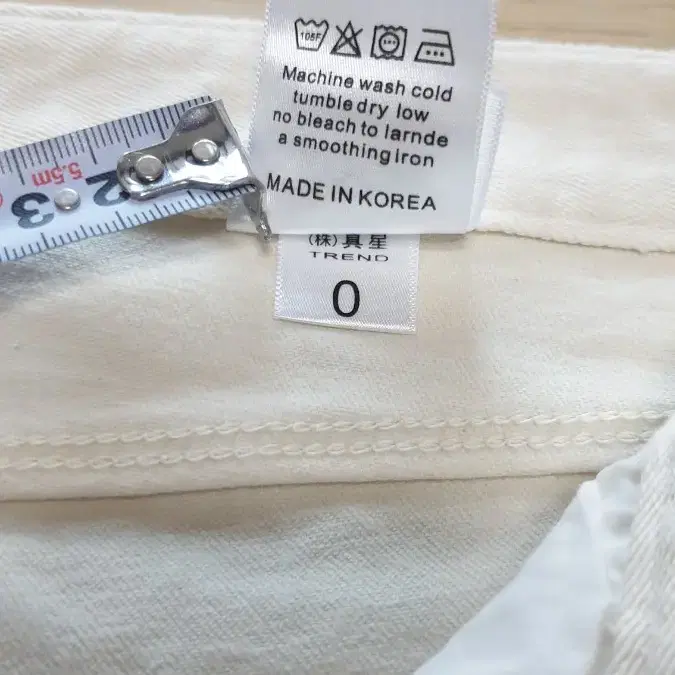 105F
Machine wash cold
tumble dry low
no bleach to larnde
a smoothing iron
MADE IN KOREA
(株)真星
TREND
0
5.5m
2
3